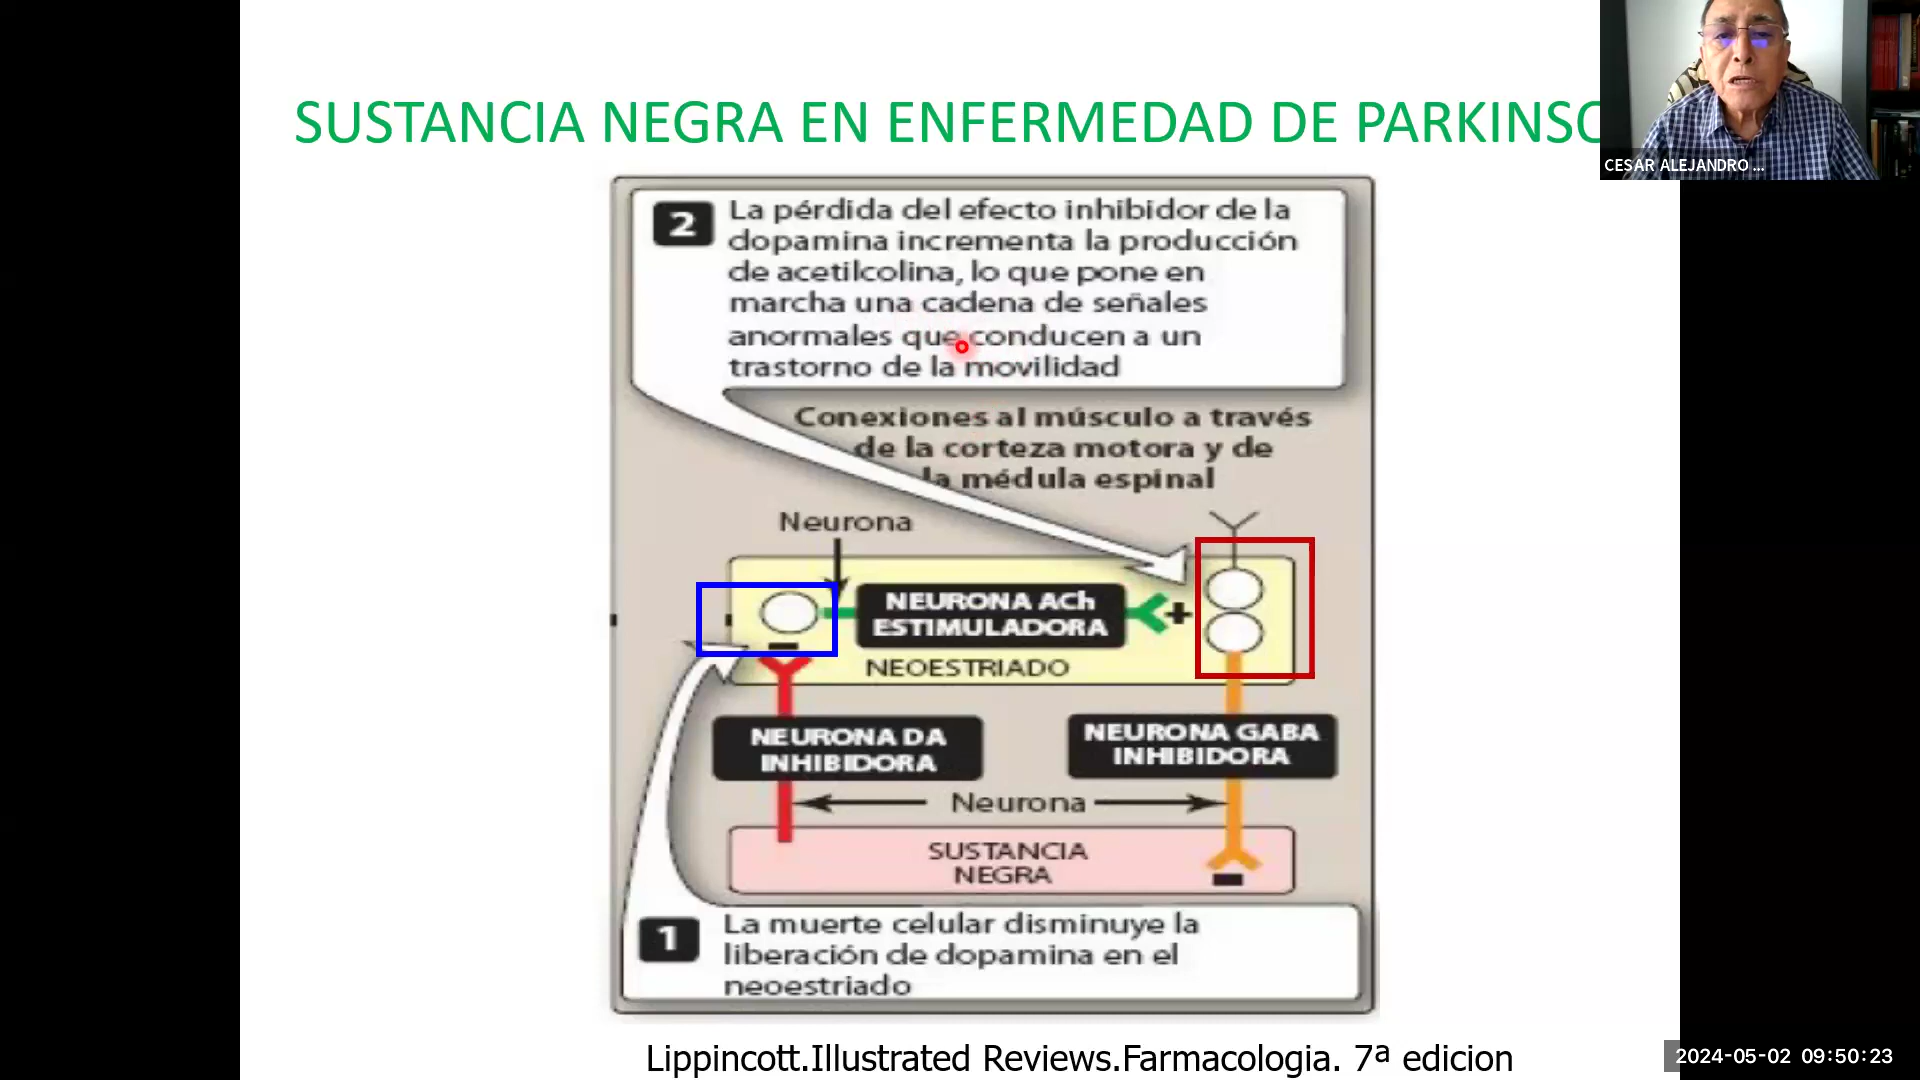 SUSTANCIA NEGRA EN ENFERMEDAD DE PARKINSO
CESAR ALEJANDRO ...
2 La pérdida del efecto inhibidor de la
dopamina incrementa la producción
de acetilcolina, lo que pone en
marcha una cadena de señales
anormales que conducen a un
trastorno de la movilidad
Conexiones al músculo a través
de la corteza motora y de
la médula espinal
Neurona
NEURONA ACh
ESTIMULADORA
+
NEOESTRIADO
NEURONA DA
INHIBIDORA
NEURONA GABA
INHIBIDORA
Neurona
SUSTANCIA
NEGRA
1 La muerte celular disminuye la
liberación de dopamina en el
neoestriado
Lippincott.Illustrated Reviews.Farmacologia. 7ª edicion
2024-05-02 09:50:23